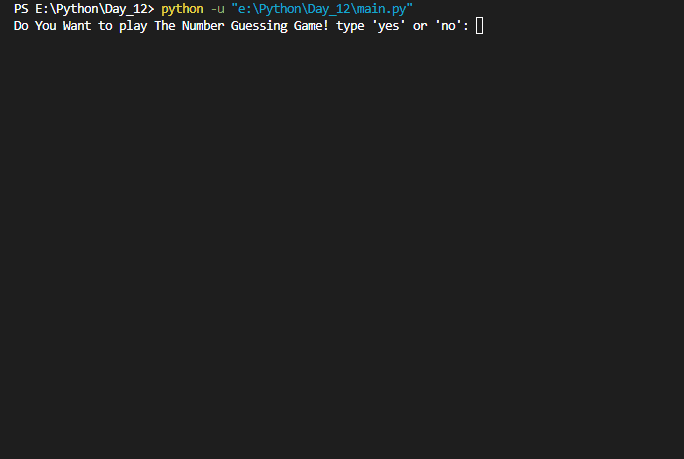 PS E:\Python\Day_12> python -u "e:\Python\Day_12\main.py"
Do You Want to play The Number Guessing Game! type 'yes' or 'no':